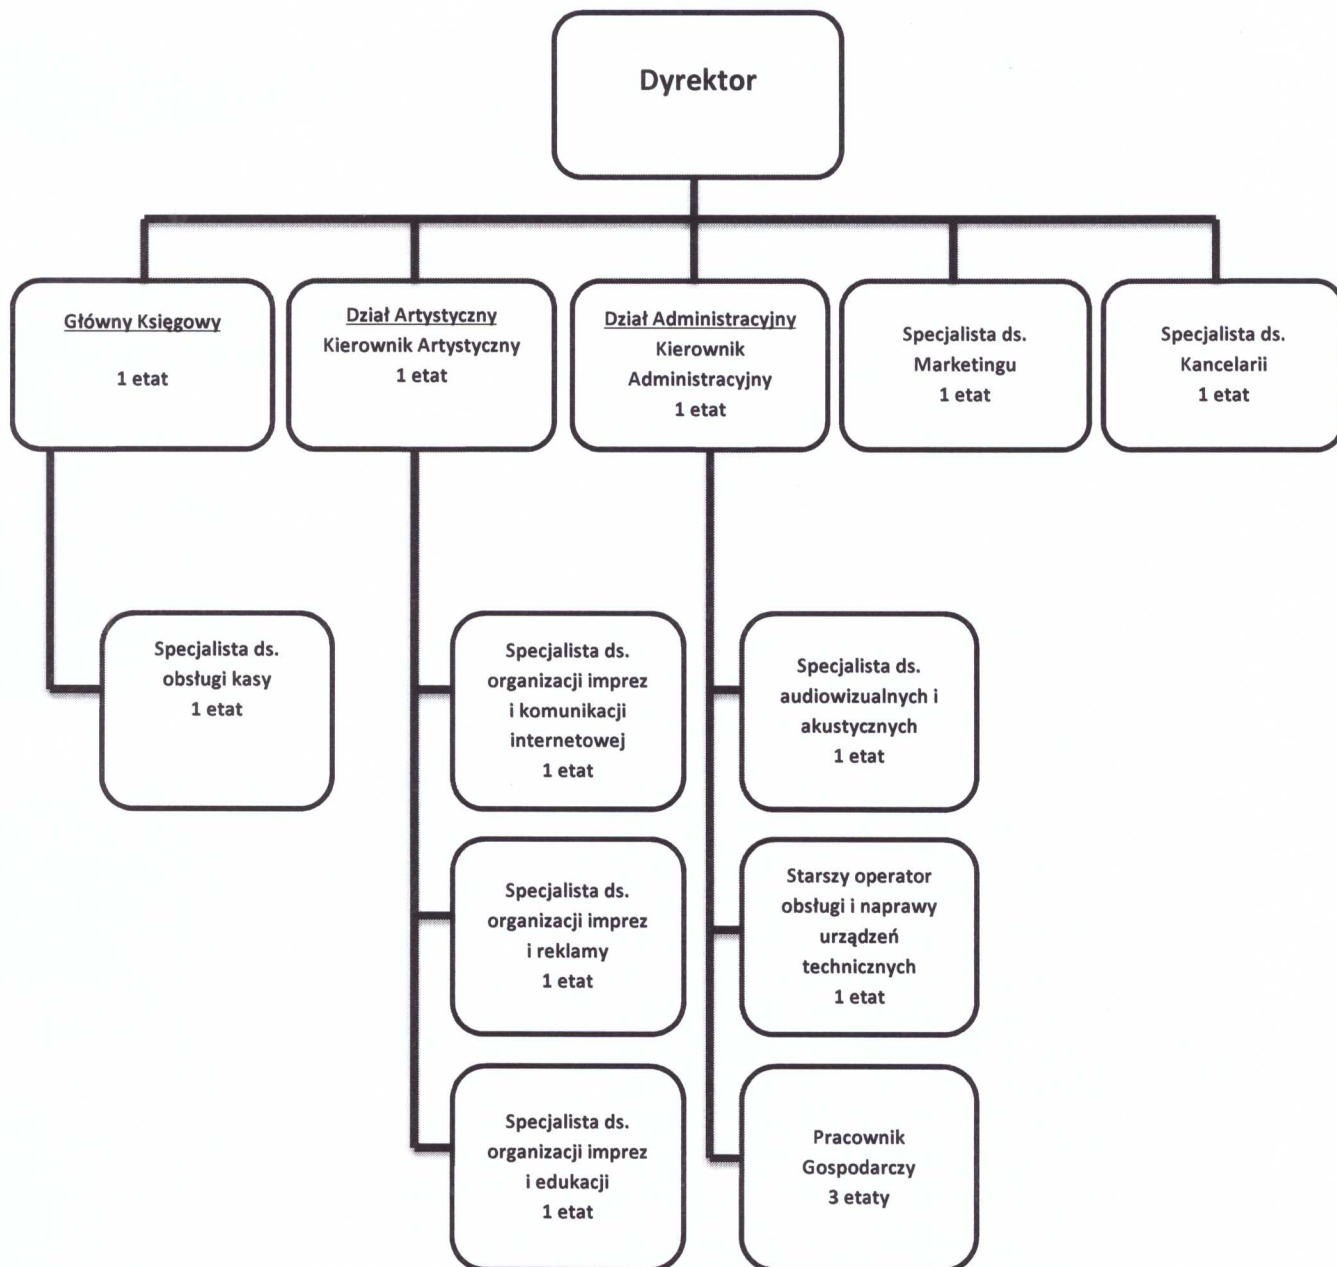 Dyrektor
Główny Księgowy
1 etat
Dział Artystyczny
Kierownik Artystyczny
1 etat
Dział Administracyjny
Kierownik
Administracyjny
1 etat
Specjalista ds.
Marketingu
1 etat
Specjalista ds.
Kancelarii
1 etat
Specjalista ds.
obsługi kasy
1 etat
Specjalista ds.
organizacji imprez
i komunikacji
internetowej
1 etat
Specjalista ds.
audiowizualnych i
akustycznych
1 etat
Specjalista ds.
organizacji imprez
i reklamy
1 etat
Starszy operator
obsługi i naprawy
urządzeń
technicznych
1 etat
Specjalista ds.
organizacji imprez
i edukacji
1 etat
Pracownik
Gospodarczy
3 etaty